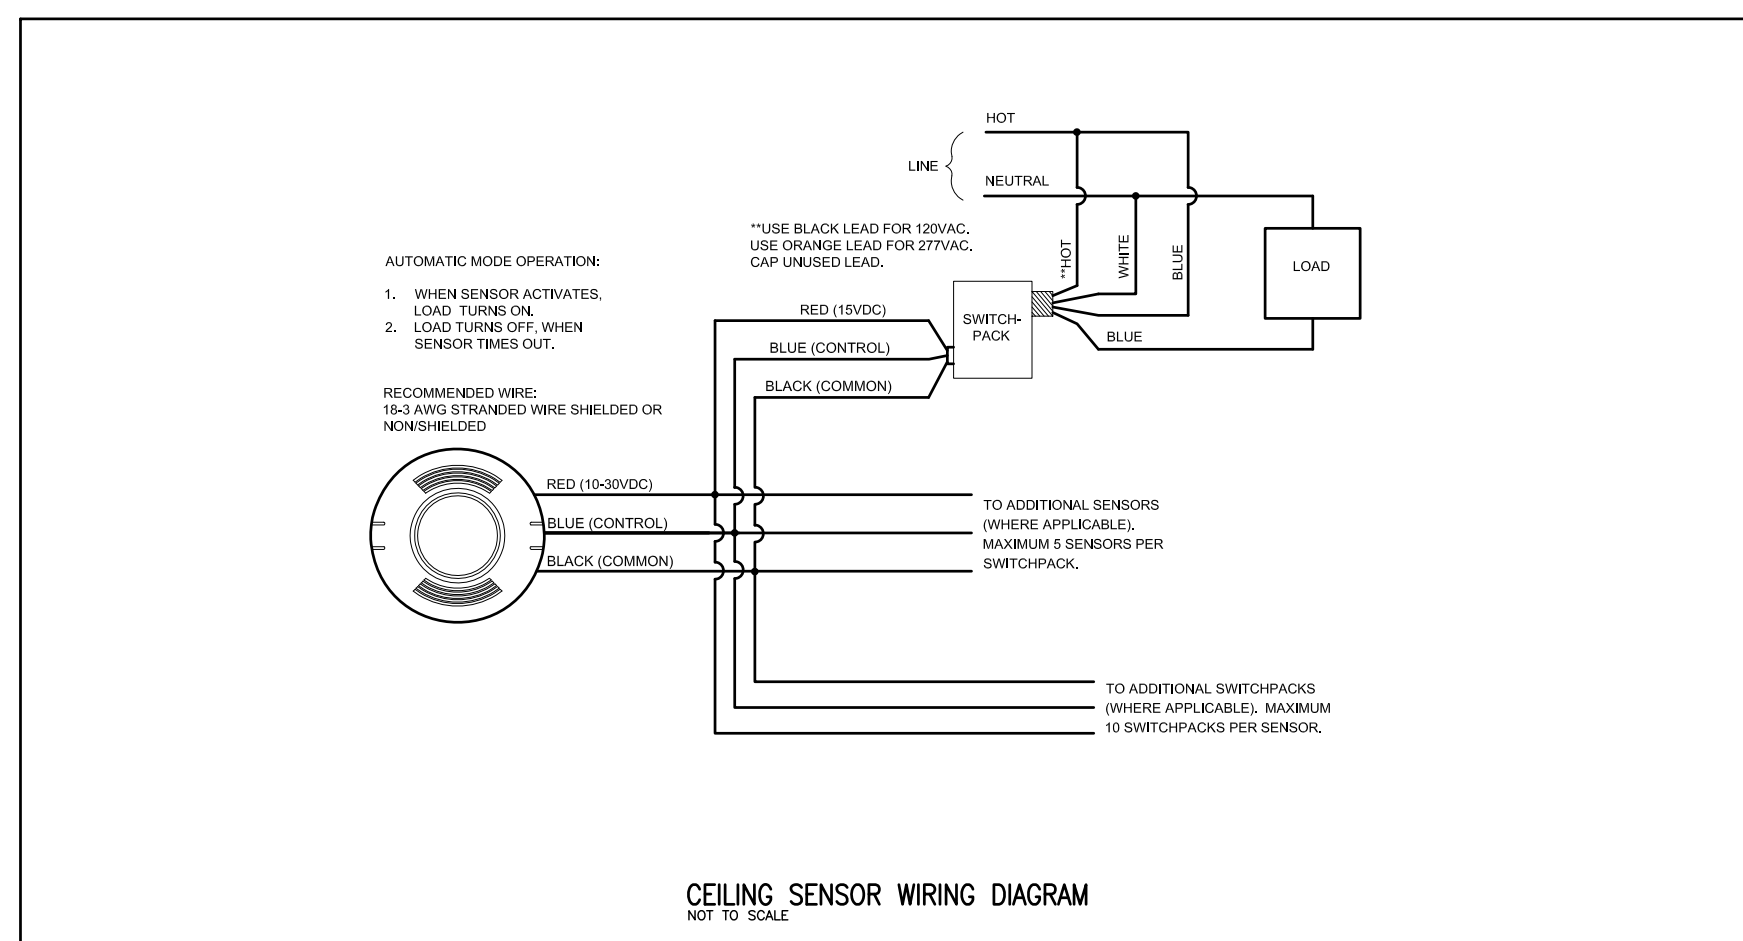 HOT
LINE
NEUTRAL
**USE BLACK LEAD FOR 120VAC.
USE ORANGE LEAD FOR 277VAC.
CAP UNUSED LEAD.
**HOT
WHITE
BLUE
LOAD
AUTOMATIC MODE OPERATION:
1. WHEN SENSOR ACTIVATES,
LOAD TURNS ON.
2. LOAD TURNS OFF, WHEN
SENSOR TIMES OUT.
RED (15VDC)
SWITCH-
PACK
BLUE
BLUE (CONTROL)
BLACK (COMMON)
RECOMMENDED WIRE:
18-3 AWG STRANDED WIRE SHIELDED OR
NON/SHIELDED
RED (10-30VDC)
BLUE (CONTROL)
BLACK (COMMON)
TO ADDITIONAL SENSORS
(WHERE APPLICABLE).
MAXIMUM 5 SENSORS PER
SWITCHPACK.
TO ADDITIONAL SWITCHPACKS
(WHERE APPLICABLE). MAXIMUM
10 SWITCHPACKS PER SENSOR.
CEILING SENSOR WIRING DIAGRAM
NOT TO SCALE